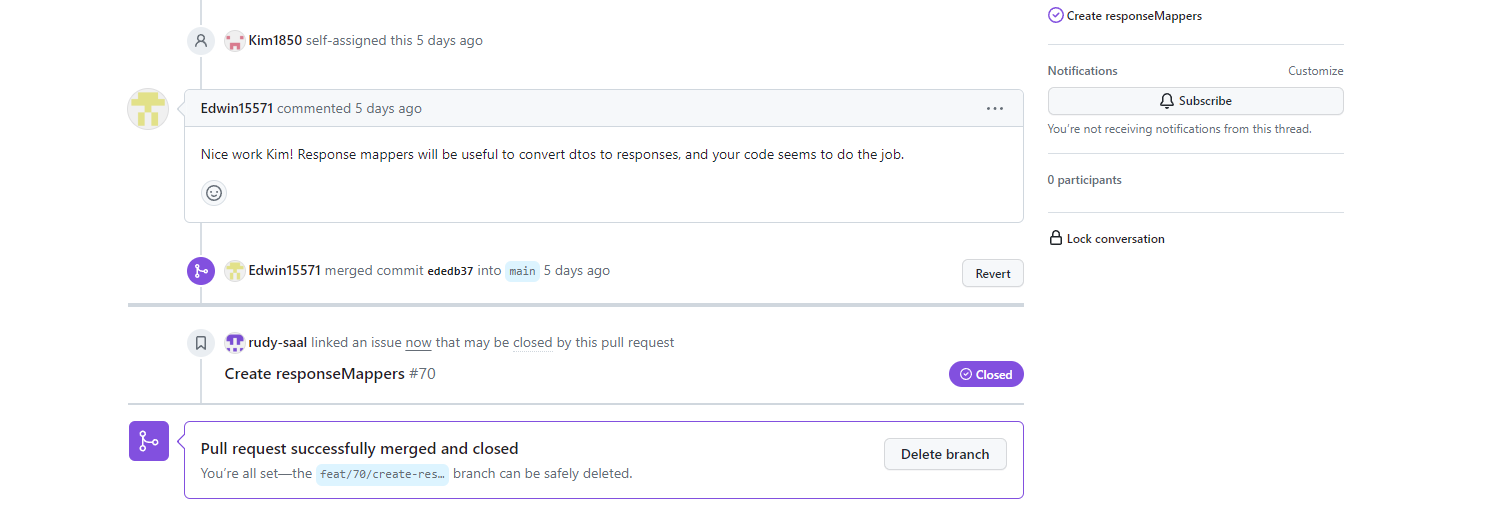 Kim1850 self-assigned this 5 days ago
Edwin15571 commented 5 days ago
Nice work Kim! Response mappers will be useful to convert dtos to responses, and your code seems to do the job.
Edwin15571 merged commit ededb37 into main 5 days ago
Revert
rudy-saal linked an issue now that may be closed by this pull request
Create responseMappers #70
Closed
Pull request successfully merged and closed
You're all set—the feat/70/create-res… branch can be safely deleted.
Delete branch
Create responseMappers
Notifications
Customize
Subscribe
You're not receiving notifications from this thread.
0 participants
Lock conversation